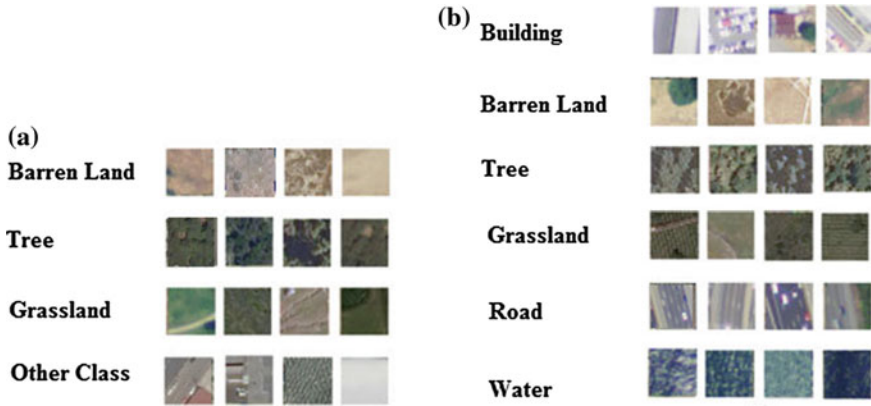 (a)
Barren Land
Tree
Grassland
Other Class
(b)
Building
Barren Land
Tree
Grassland
Road
Water